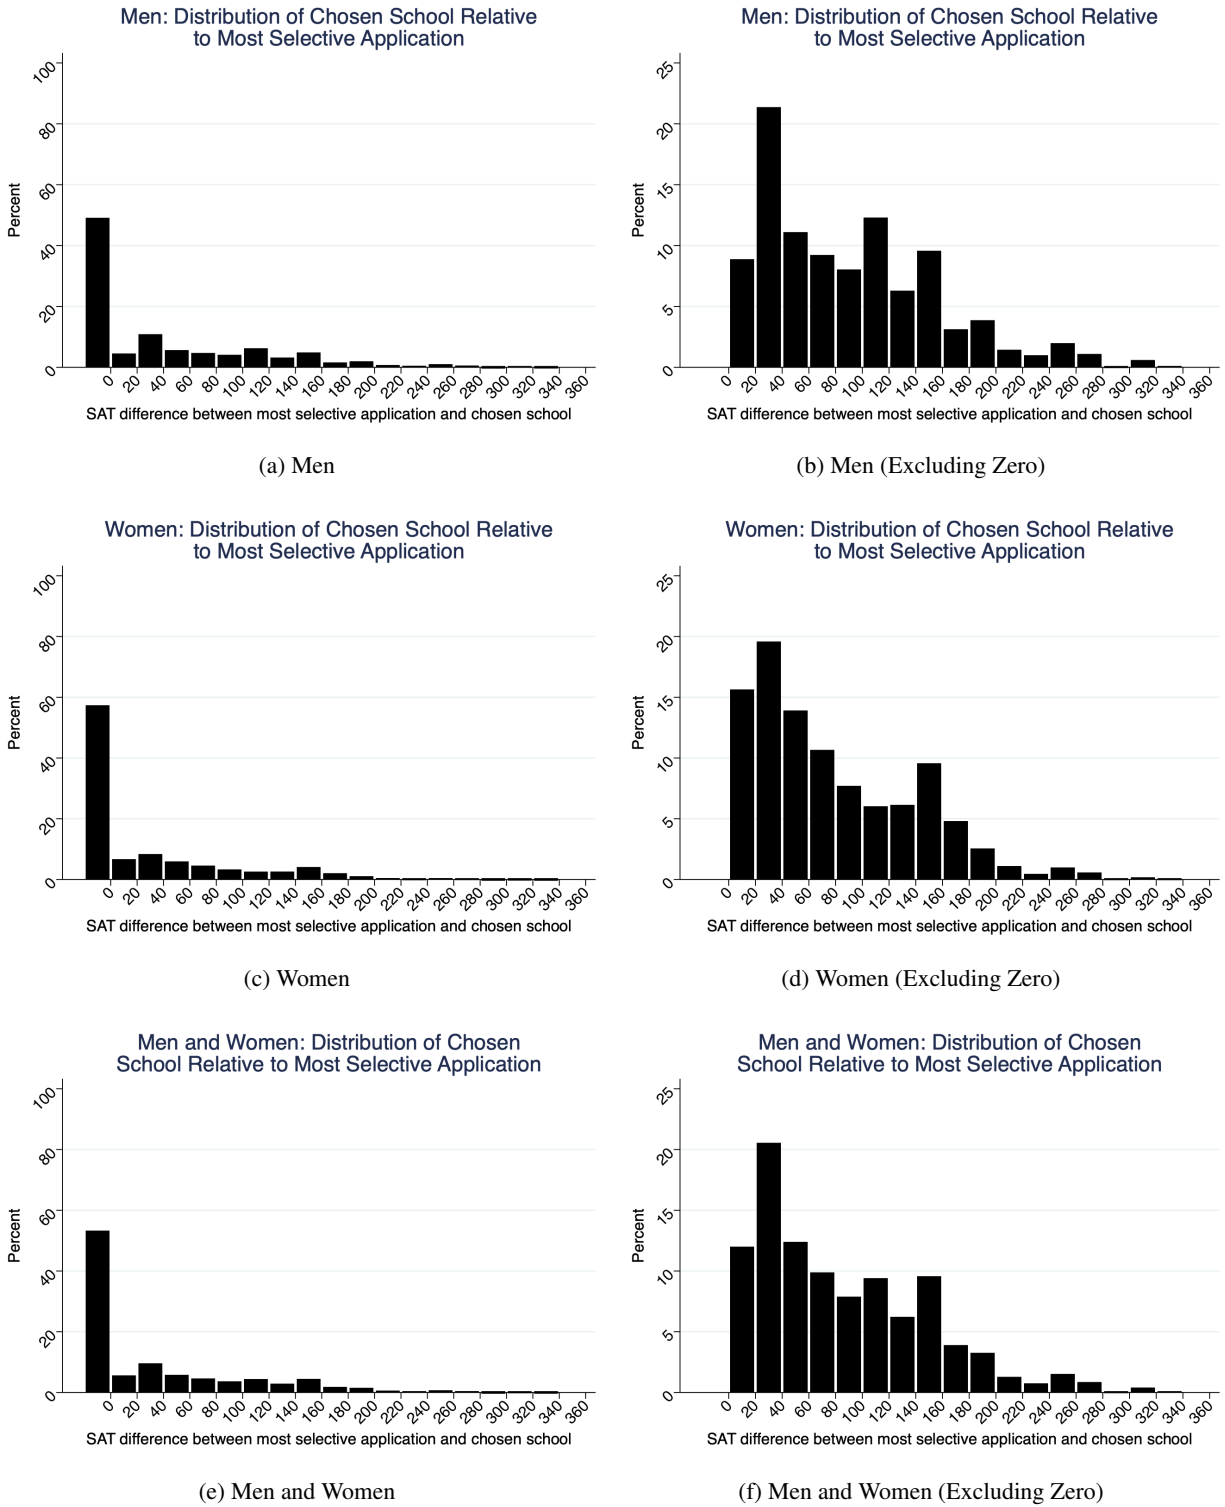 Men: Distribution of Chosen School Relative
to Most Selective Application
Percent
100
80
60
40
20
0
0 20 40 60 80 100 120 140 160 180 200 220 240 260 280 300 320 340 360
SAT difference between most selective application and chosen school
(a) Men
Men: Distribution of Chosen School Relative
to Most Selective Application
Percent
25
20
15
10
5
0
0 20 40 60 80 100 120 140 160 180 200 220 240 260 280 300 320 340 360
SAT difference between most selective application and chosen school
(b) Men (Excluding Zero)
Women: Distribution of Chosen School Relative
to Most Selective Application
Percent
100
80
60
40
20
0
0 20 40 60 80 100 120 140 160 180 200 220 240 260 280 300 320 340 360
SAT difference between most selective application and chosen school
(c) Women
Women: Distribution of Chosen School Relative
to Most Selective Application
Percent
25
20
15
10
5
0
0 20 40 60 80 100 120 140 160 180 200 220 240 260 280 300 320 340 360
SAT difference between most selective application and chosen school
(d) Women (Excluding Zero)
Men and Women: Distribution of Chosen
School Relative to Most Selective Application
Percent
100
80
60
40
20
0
0 20 40 60 80 100 120 140 160 180 200 220 240 260 280 300 320 340 360
SAT difference between most selective application and chosen school
(e) Men and Women
Men and Women: Distribution of Chosen
School Relative to Most Selective Application
Percent
25
20
15
10
5
0
0 20 40 60 80 100 120 140 160 180 200 220 240 260 280 300 320 340 360
SAT difference between most selective application and chosen school
(f) Men and Women (Excluding Zero)